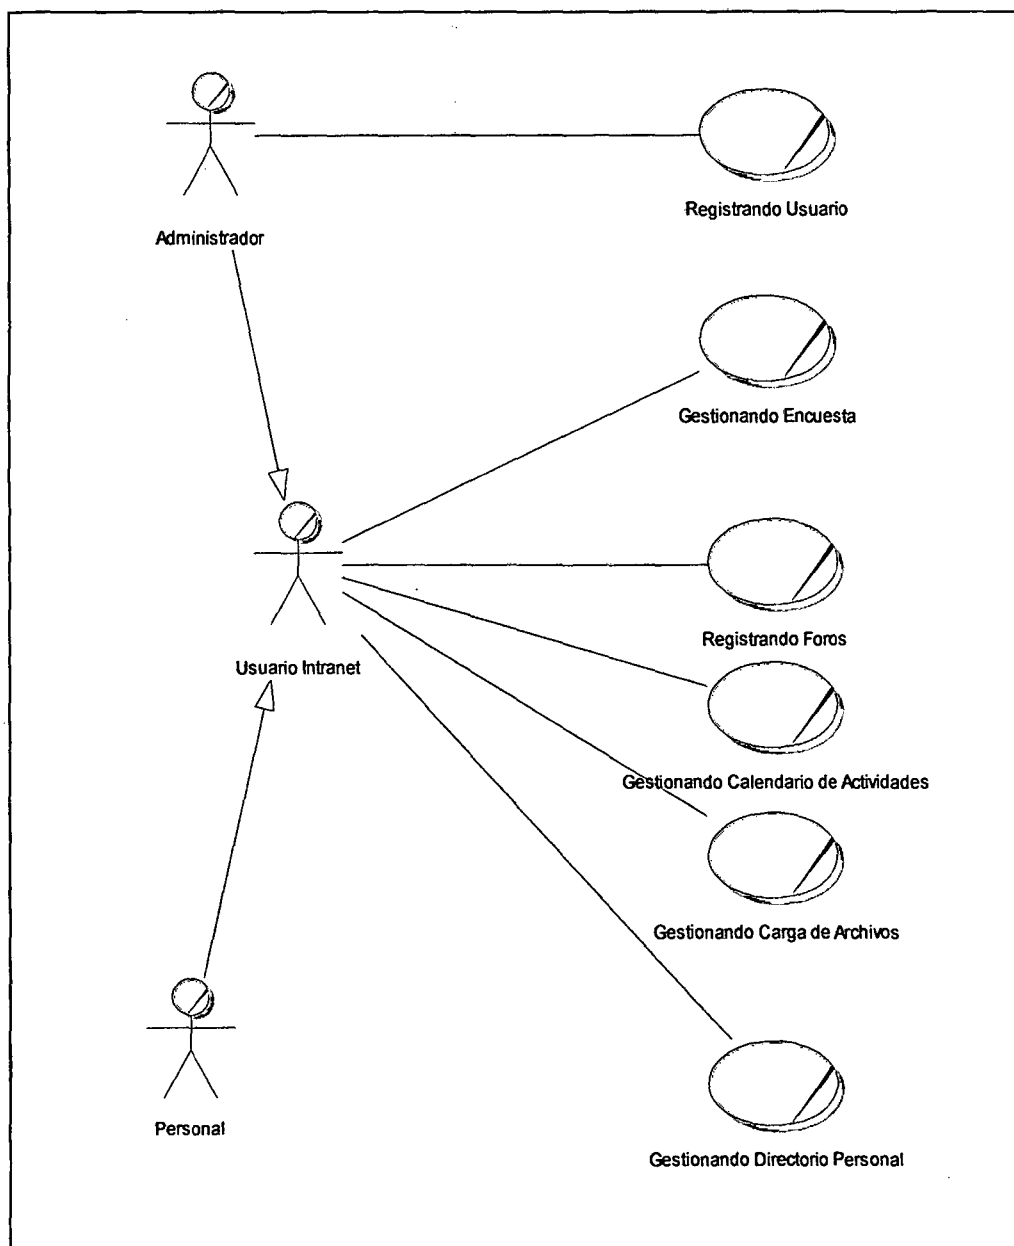 Registrando Usuario
Administrador
Gestionando Encuesta
Registrando Foros
Usuario Intranet
Gestionando Calendario de Actividades
Gestionando Carga de Archivos
Personal
Gestionando Directorio Personal